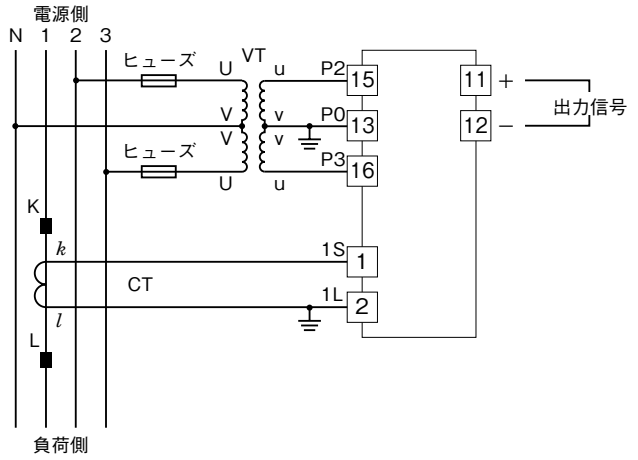 電源側
N 1 2 3
ヒューズ U VT u P2 15 11 +
出力信号
V v P0 13 12 −
V v
ヒューズ U u P3 16
K
k 1S 1
CT
l 1L 2
L
負荷側